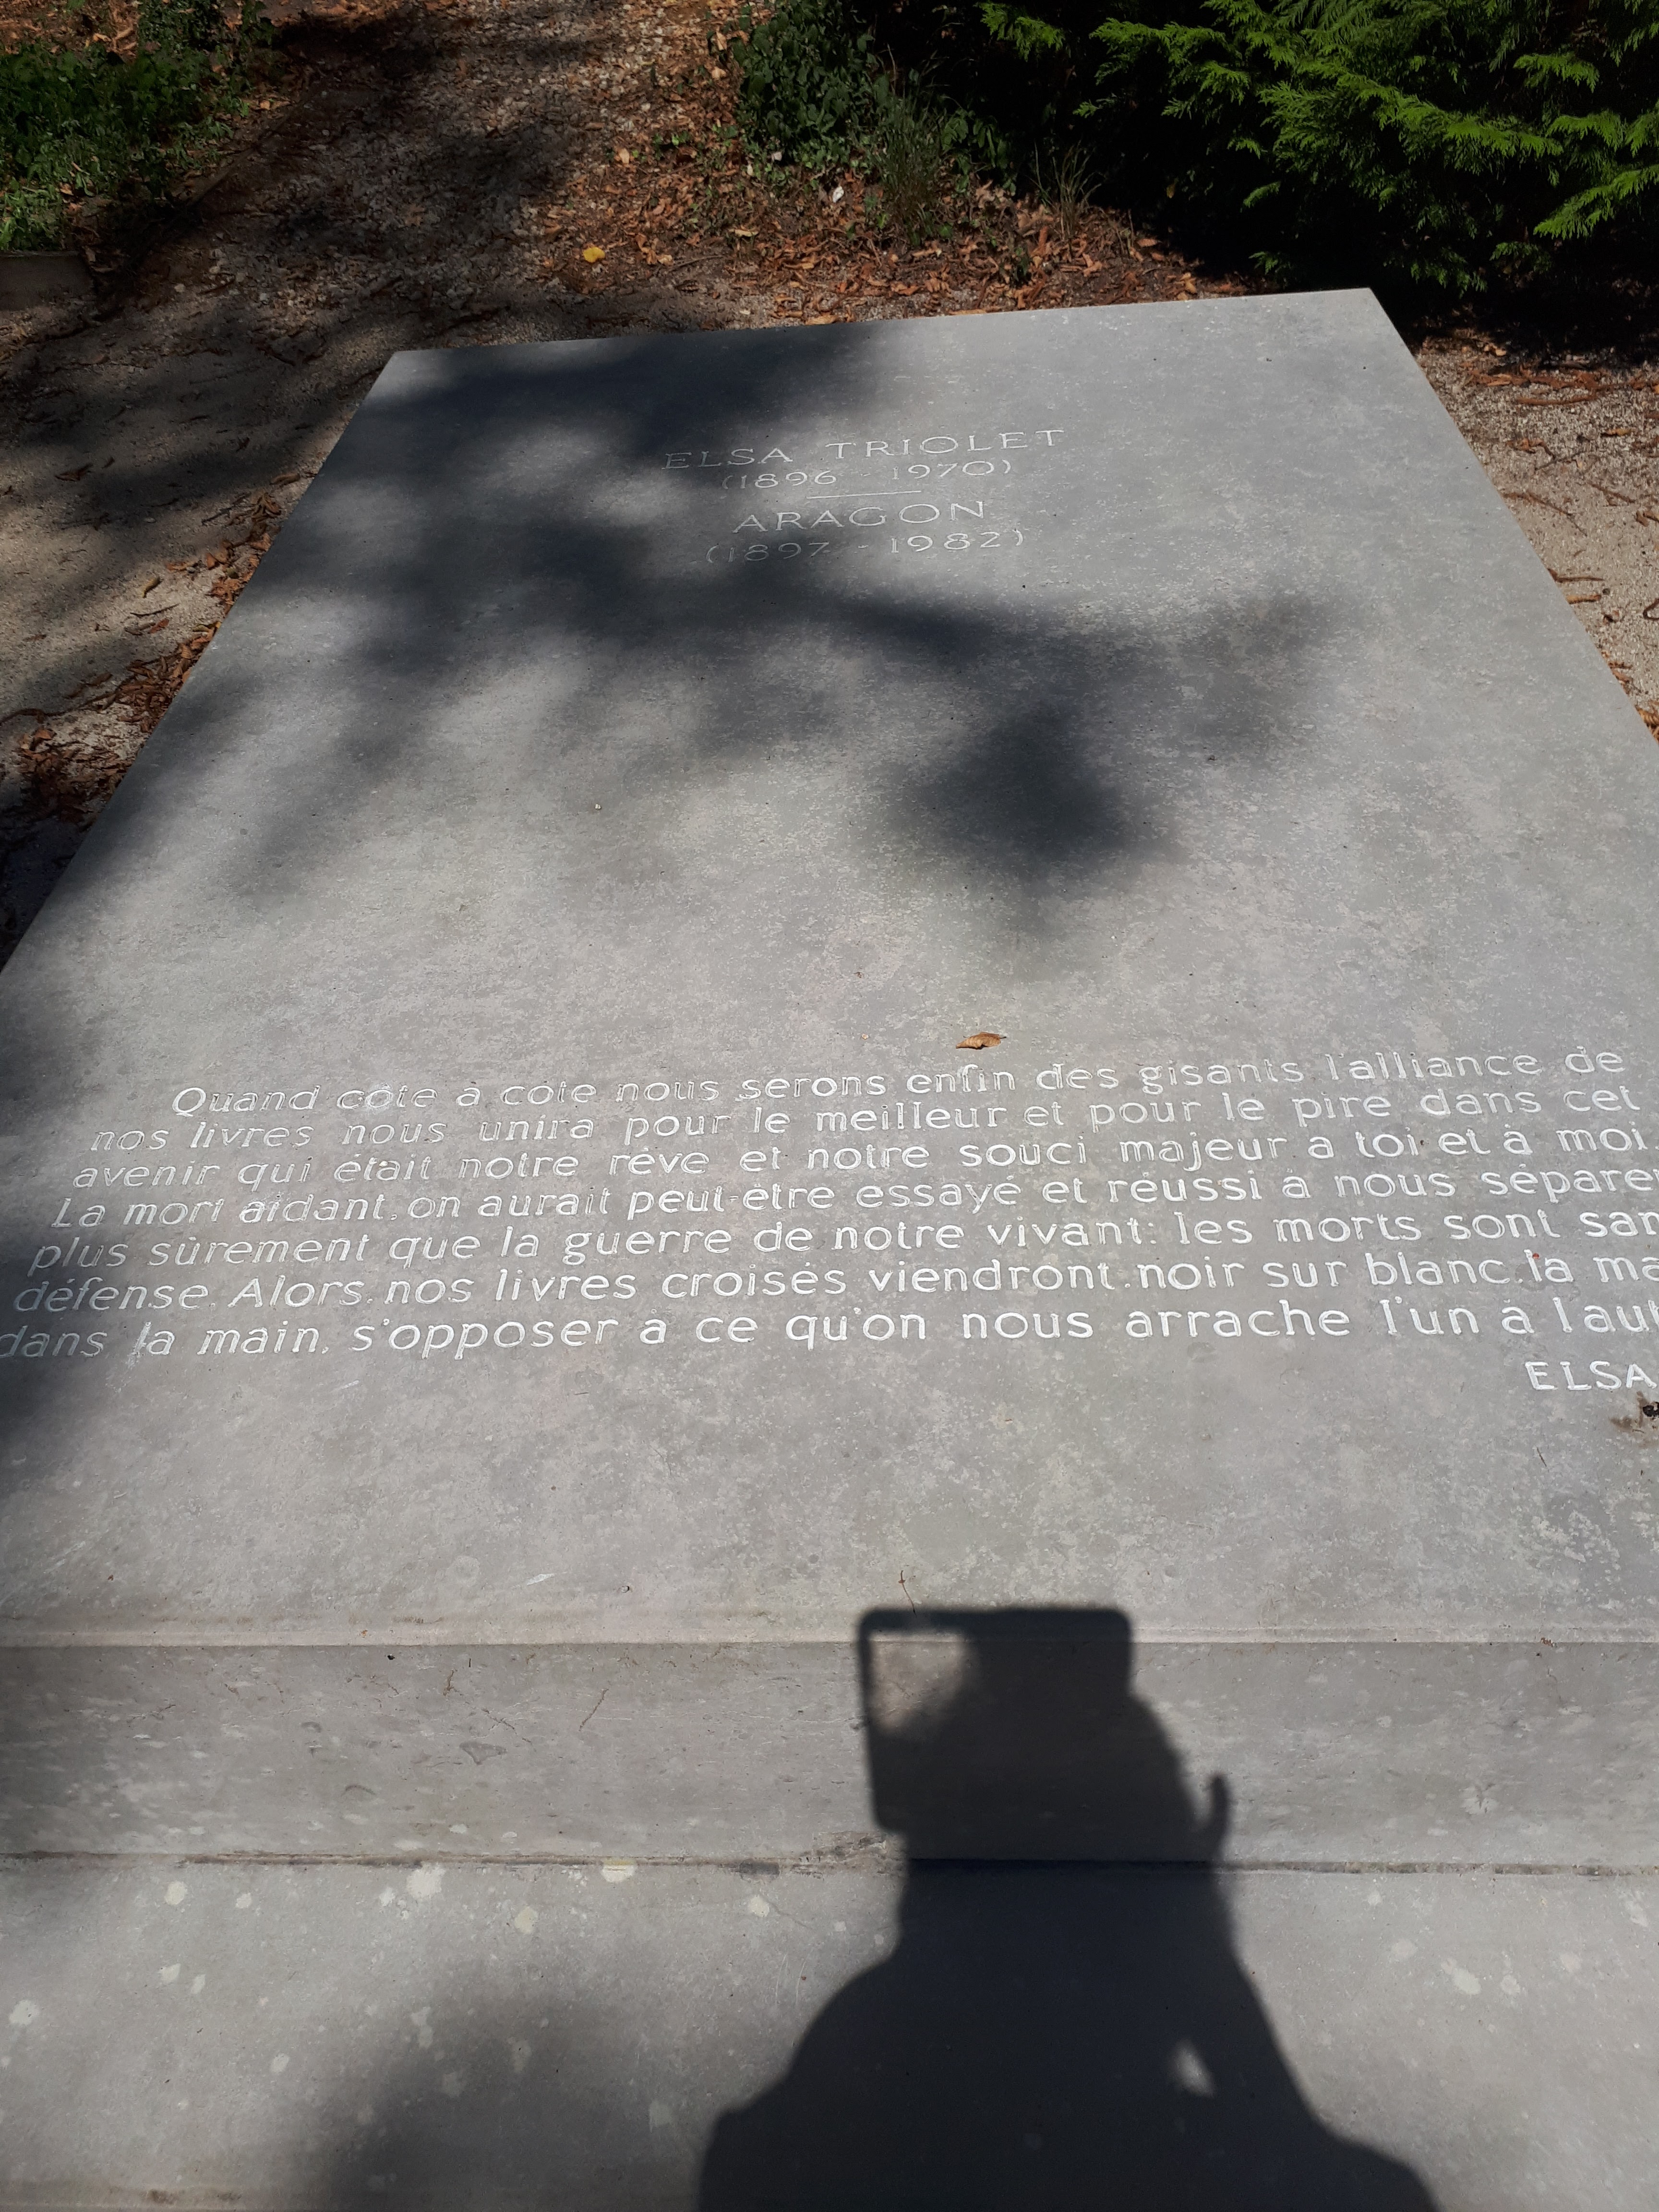 ELSA TRIOLET
(1896 - 1970)
ARAGON
(1897 - 1982)
Quand côte à côte nous serons enfin des gisants l'alliance de
nos livres nous unira pour le meilleur et pour le pire dans cet
avenir qui était notre rêve et notre souci majeur à toi et à moi.
La mort aidant, on aurait peut-être essayé et réussi à nous sépare
plus sûrement que la guerre de notre vivant: les morts sont san
défense. Alors, nos livres croisés viendront, noir sur blanc, la ma
dans la main, s'opposer à ce qu'on nous arrache l'un à l'aut
ELSA